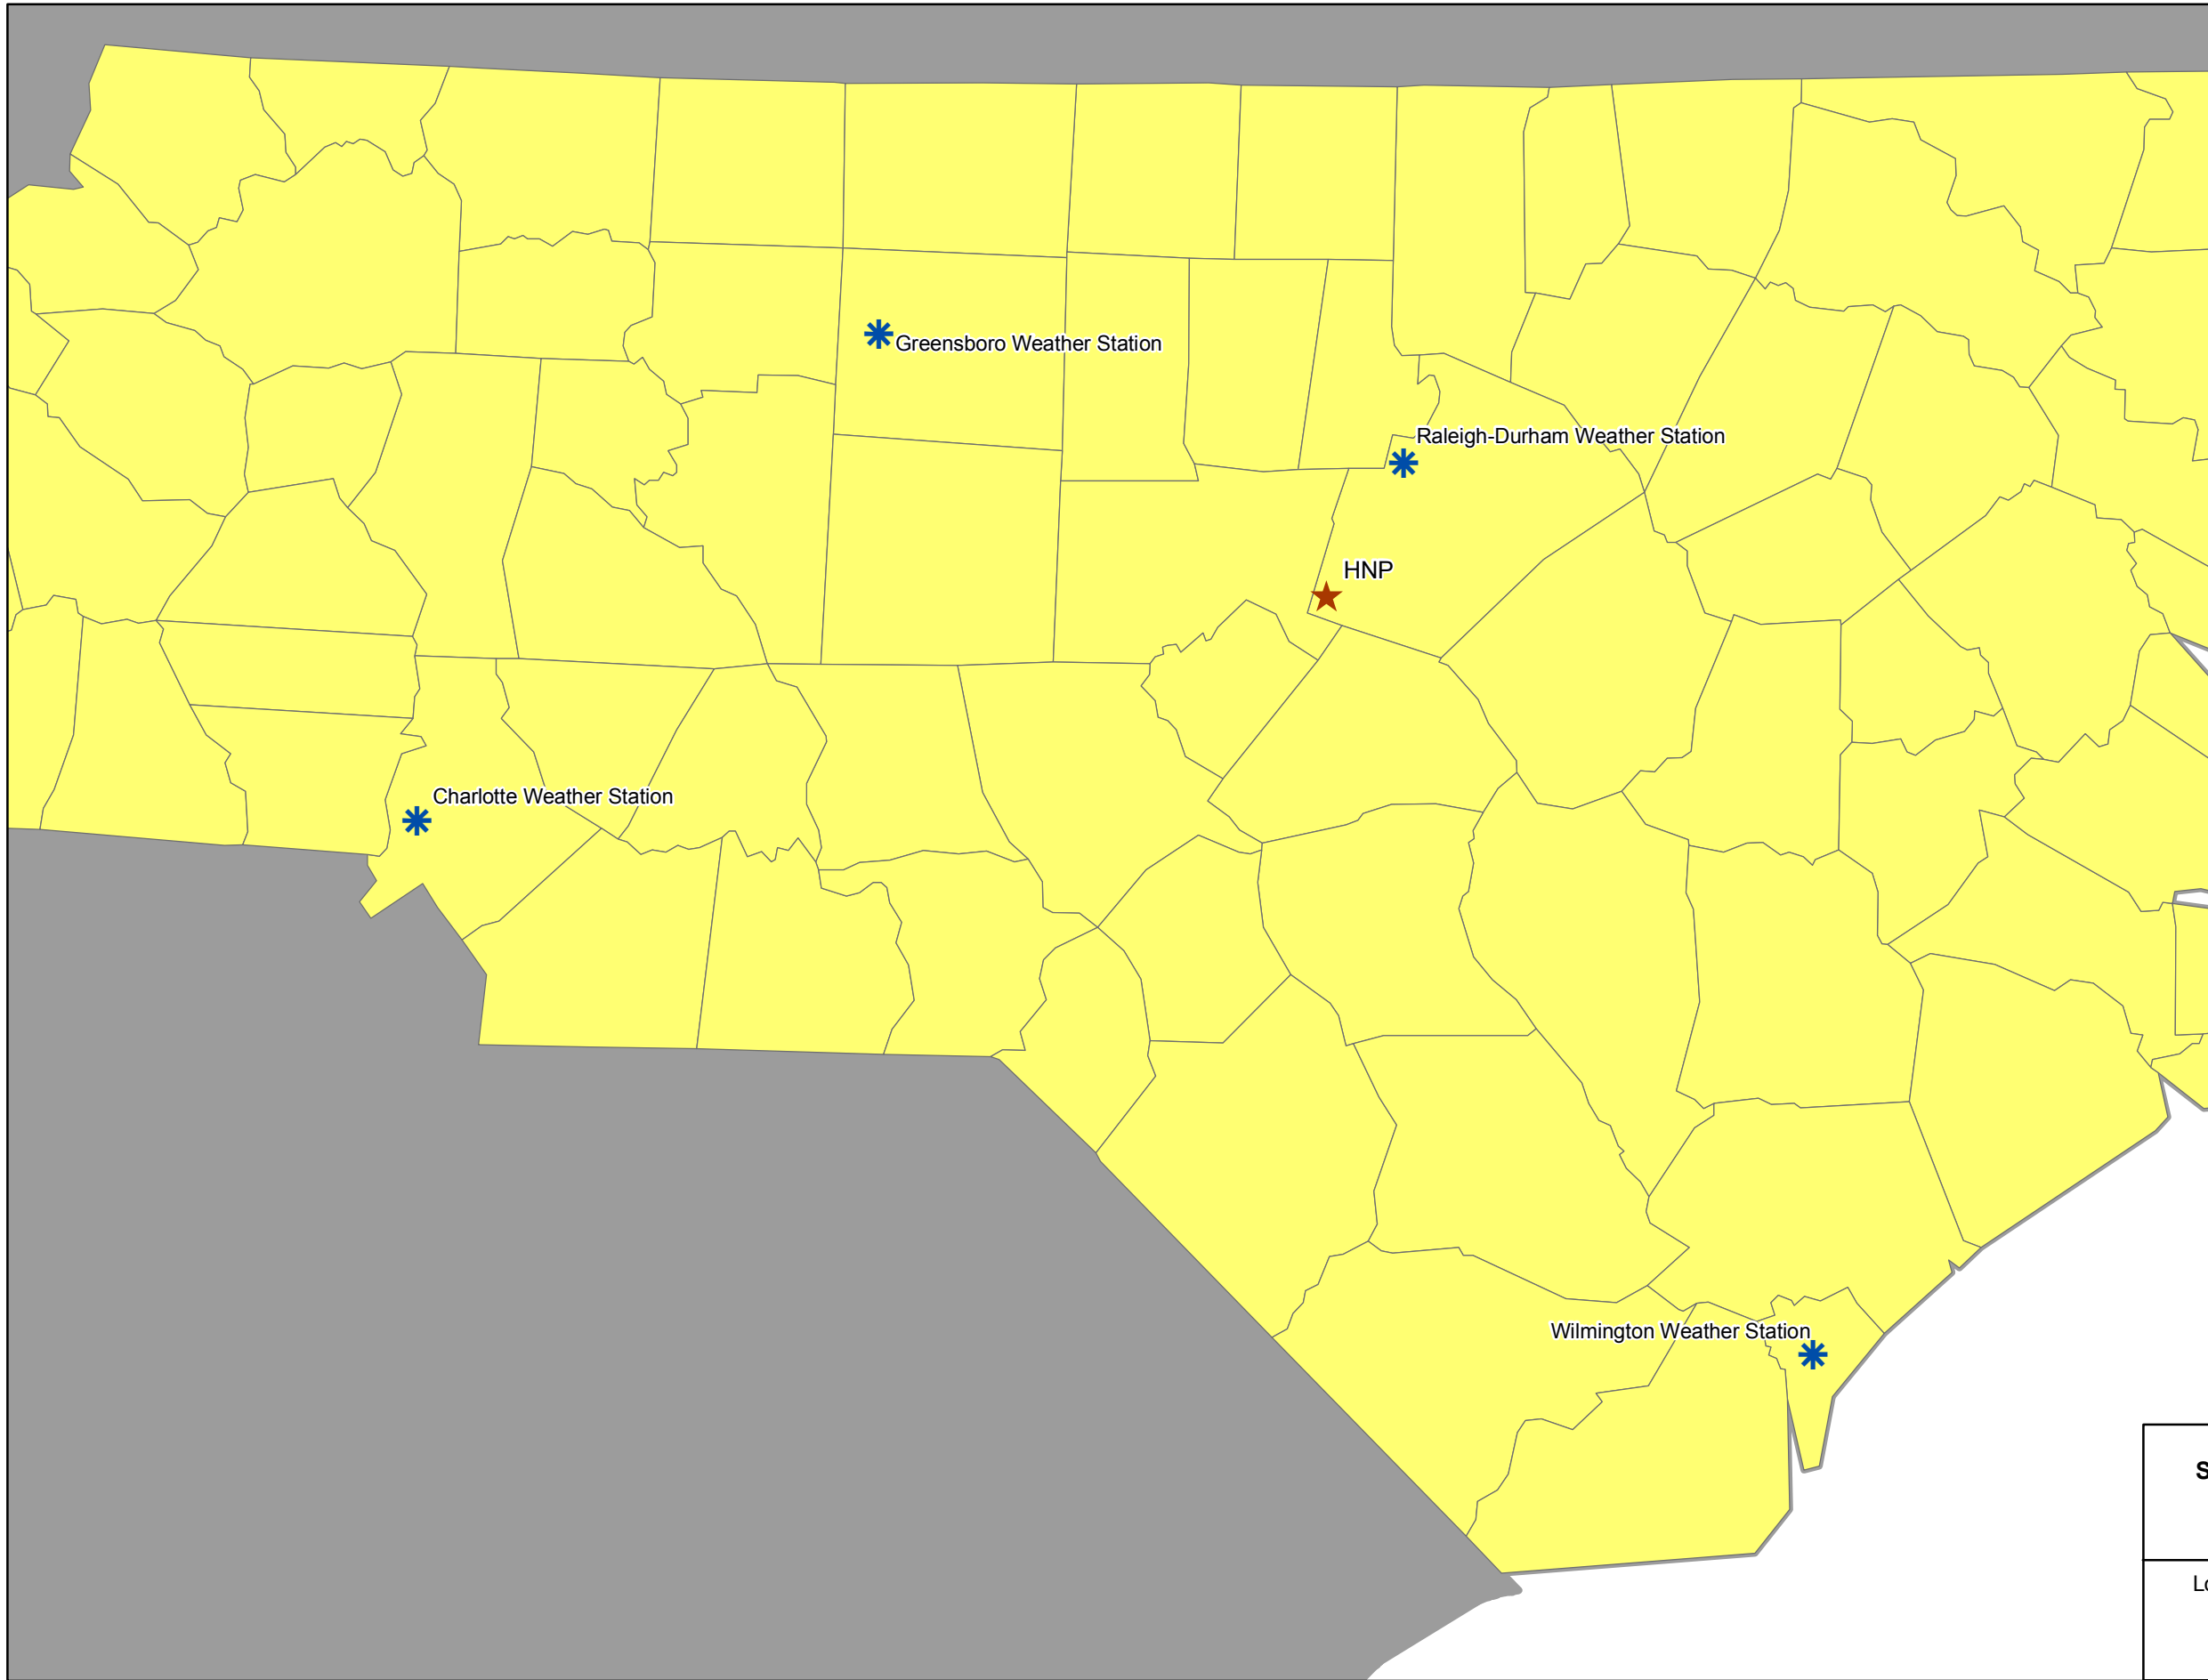 Greensboro Weather Station
Raleigh-Durham Weather Station
HNP
Charlotte Weather Station
Wilmington Weather Station